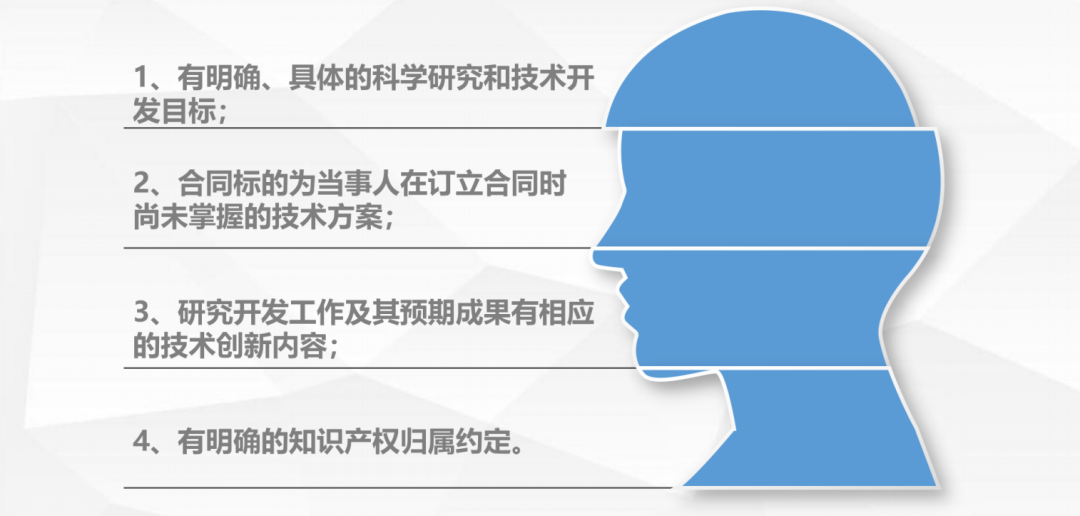 1、有明确、具体的科学研究和技术开
发目标；
2、合同标的为当事人在订立合同时
尚未掌握的技术方案；
3、研究开发工作及其预期成果有相应
的技术创新内容；
4、有明确的知识产权归属约定。